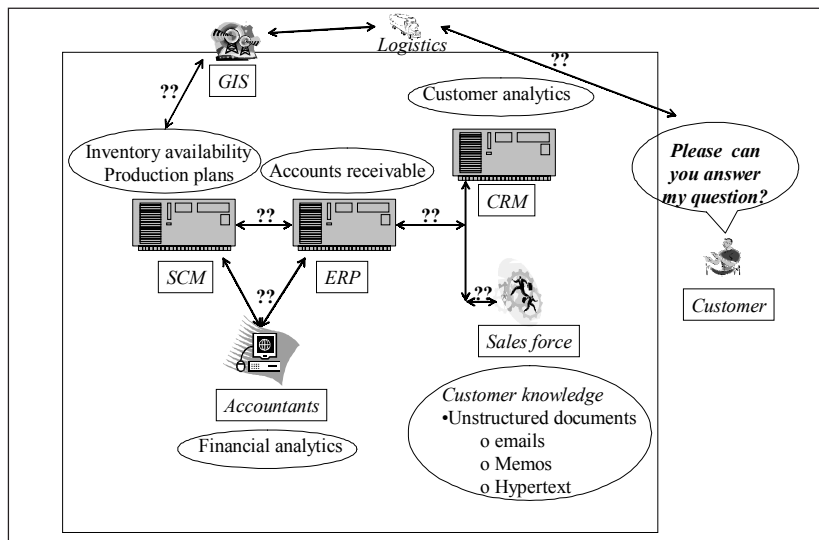 Logistics
GIS
??
??
Customer analytics
Inventory availability
Production plans
Accounts receivable
Please can
you answer
my question?
CRM
??
??
SCM
ERP
??
??
Customer
Sales force
Accountants
Customer knowledge
•Unstructured documents
o emails
o Memos
o Hypertext
Financial analytics